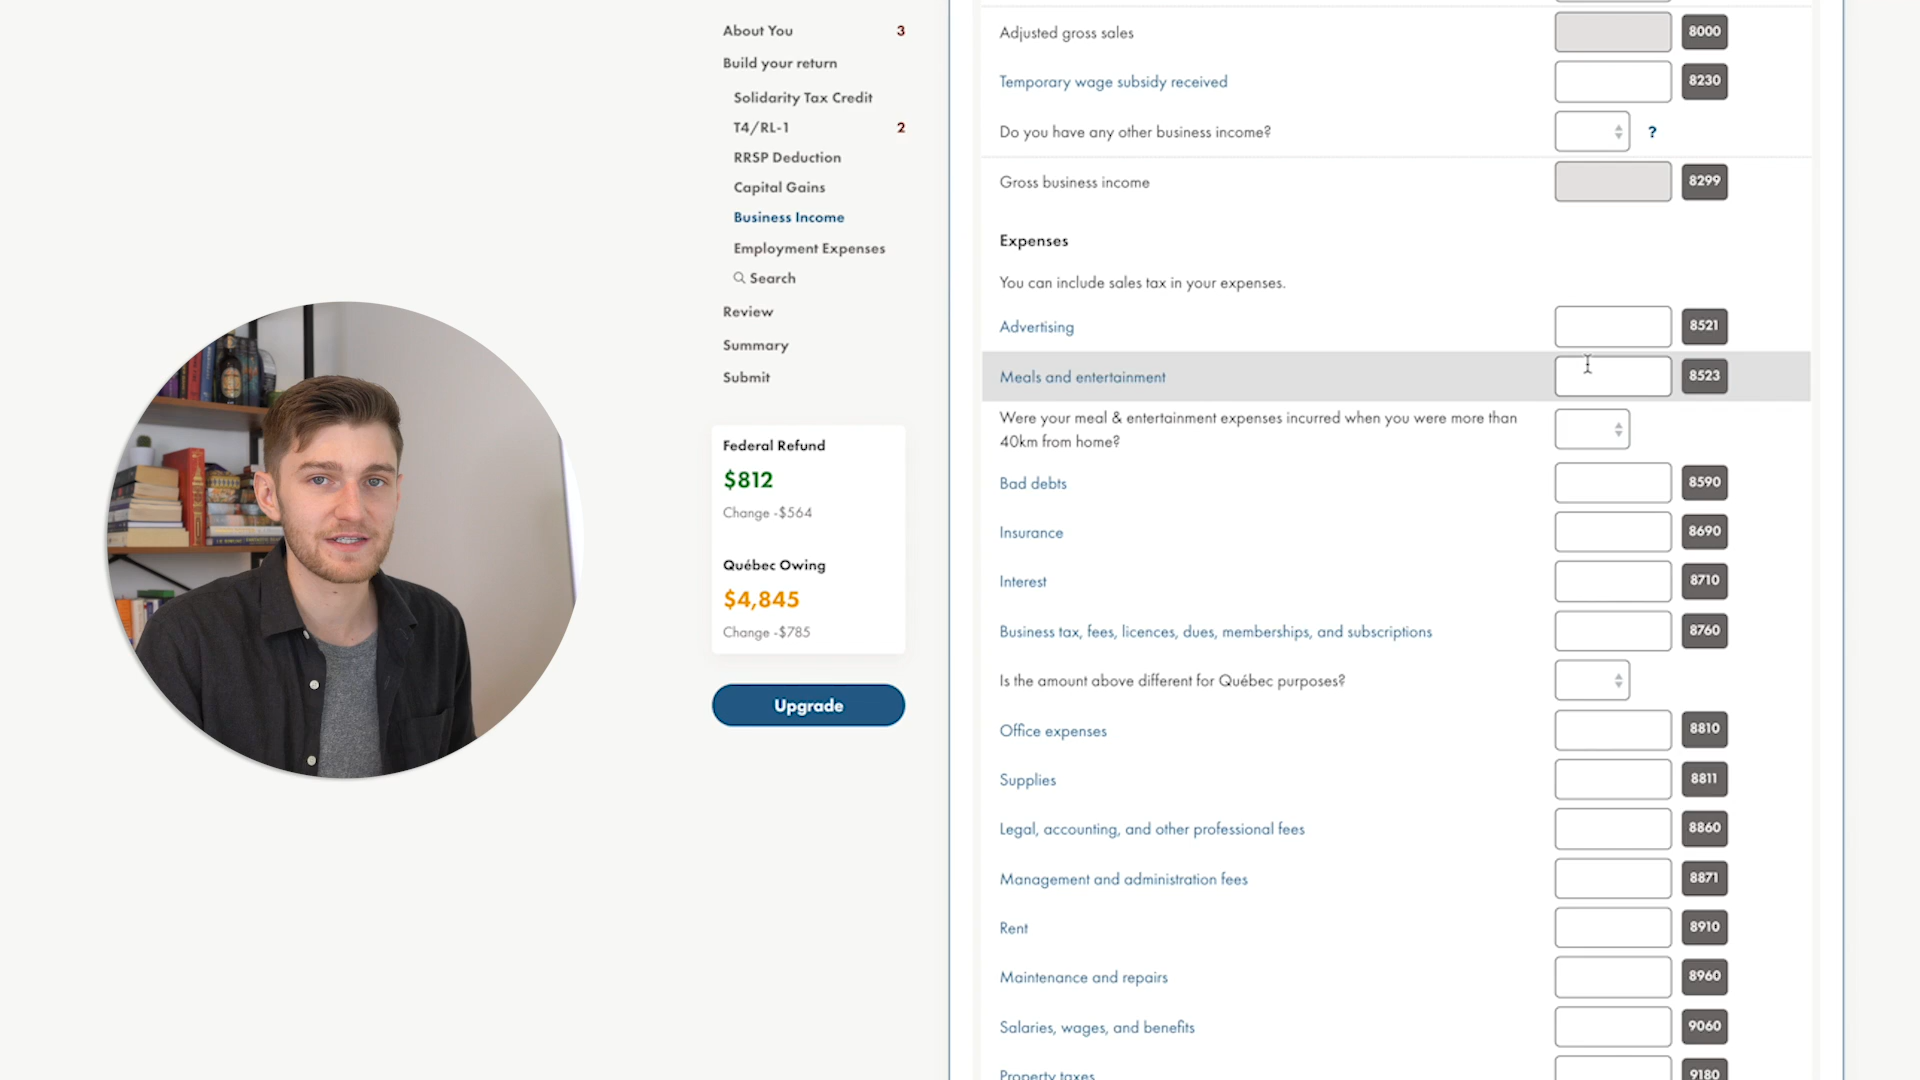 About You 3
Build your return
Solidarity Tax Credit
T4/RL-1 2
RRSP Deduction
Capital Gains
Business Income
Employment Expenses
Search
Review
Summary
Submit
Federal Refund
$812
Change -$564
Québec Owing
$4,845
Change -$785
Upgrade
Adjusted gross sales 8000
Temporary wage subsidy received 8230
Do you have any other business income? ?
Gross business income 8299
Expenses
You can include sales tax in your expenses.
Advertising 8521
Meals and entertainment 8523
Were your meal & entertainment expenses incurred when you were more than
40km from home?
Bad debts 8590
Insurance 8690
Interest 8710
Business tax, fees, licences, dues, memberships, and subscriptions 8760
Is the amount above different for Québec purposes?
Office expenses 8810
Supplies 8811
Legal, accounting, and other professional fees 8860
Management and administration fees 8871
Rent 8910
Maintenance and repairs 8960
Salaries, wages, and benefits 9060
Property taxes 9180